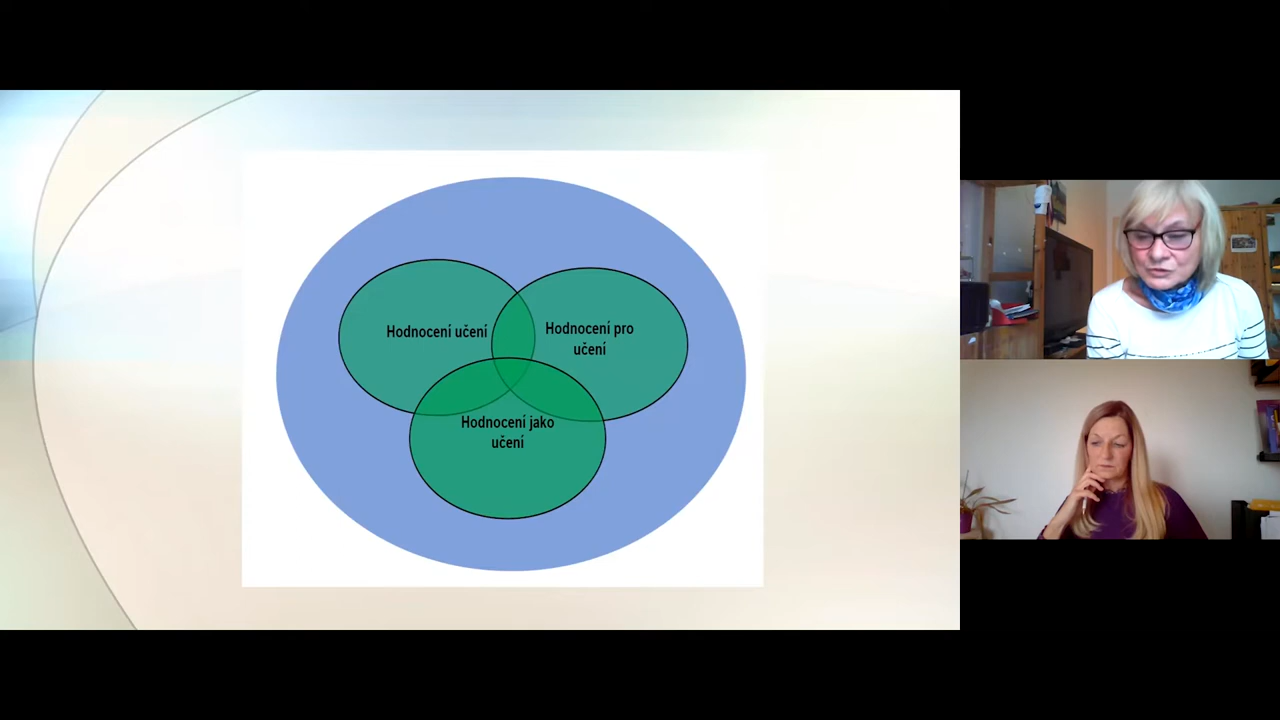 Hodnocení učení
Hodnocení pro
učení
Hodnocení jako
učení